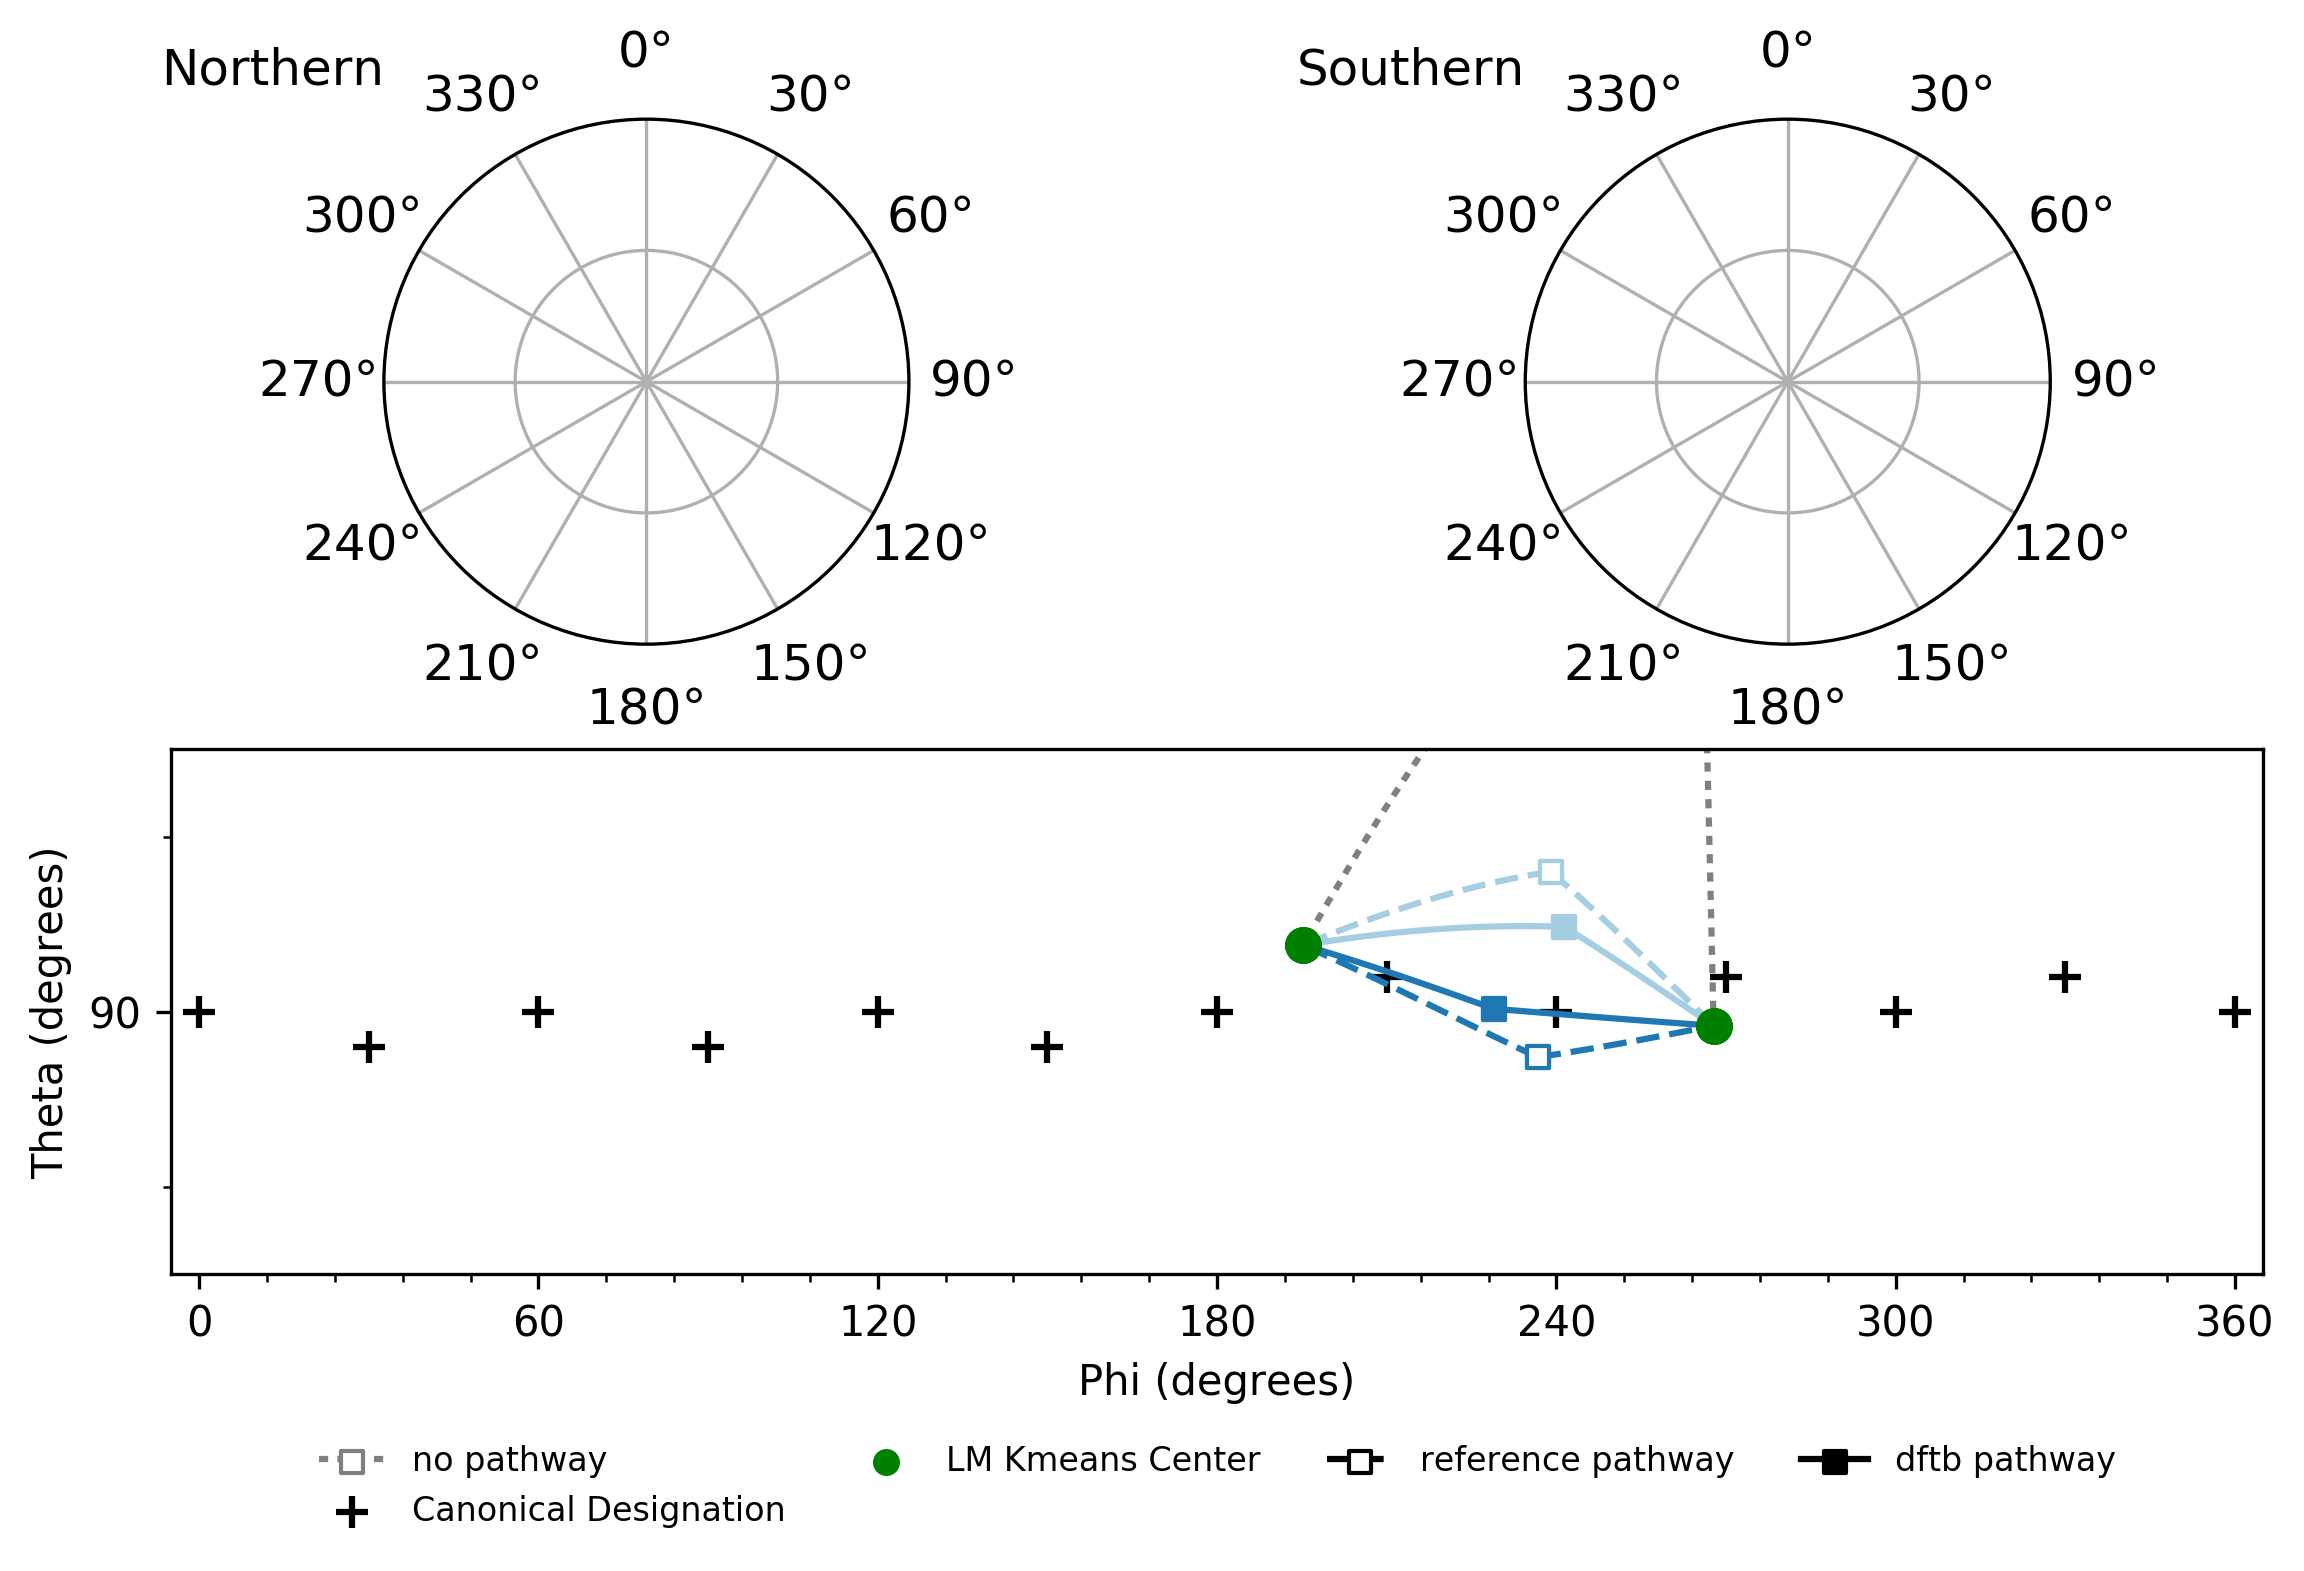 Northern
0°
330°
30°
300°
60°
270°
90°
240°
120°
210°
150°
180°
Southern
0°
330°
30°
300°
60°
270°
90°
240°
120°
210°
150°
180°
Theta (degrees)
90
0 60 120 180 240 300 360
Phi (degrees)
no pathway
Canonical Designation
LM Kmeans Center
reference pathway
dftb pathway